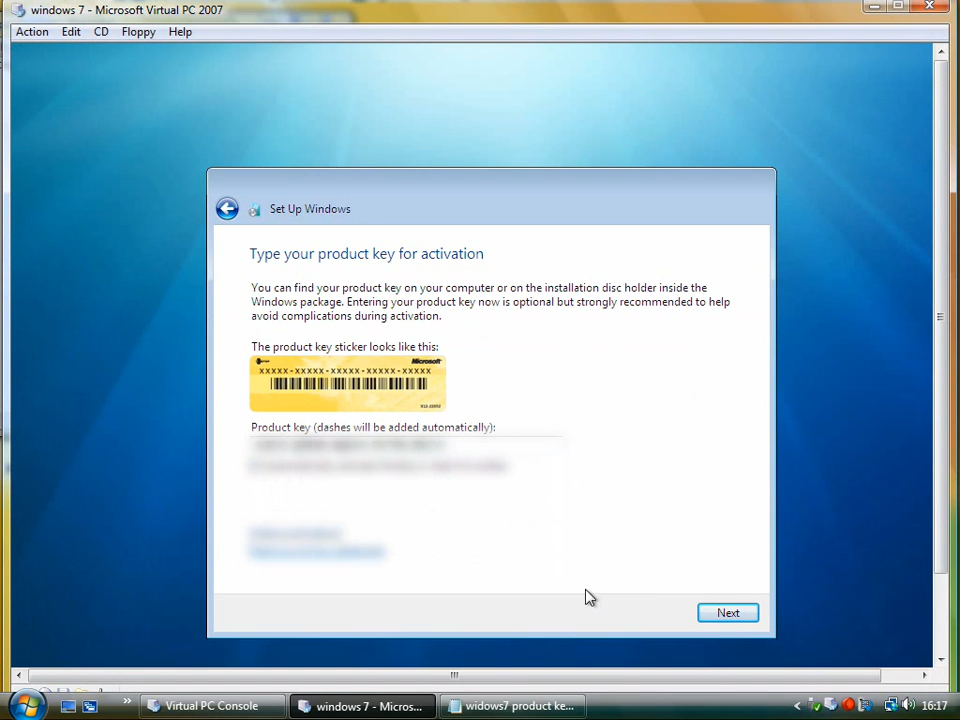 windows 7 - Microsoft Virtual PC 2007
Action Edit CD Floppy Help
Set Up Windows
Type your product key for activation
You can find your product key on your computer or on the installation disc holder inside the
Windows package. Entering your product key now is optional but strongly recommended to help
avoid complications during activation.
The product key sticker looks like this:
Microsoft
XXXXX-XXXXX-XXXXX-XXXXX-XXXXX
Product key (dashes will be added automatically):
Next
Virtual PC Console
windows 7 - Micros...
widows7 product ke...
16:17